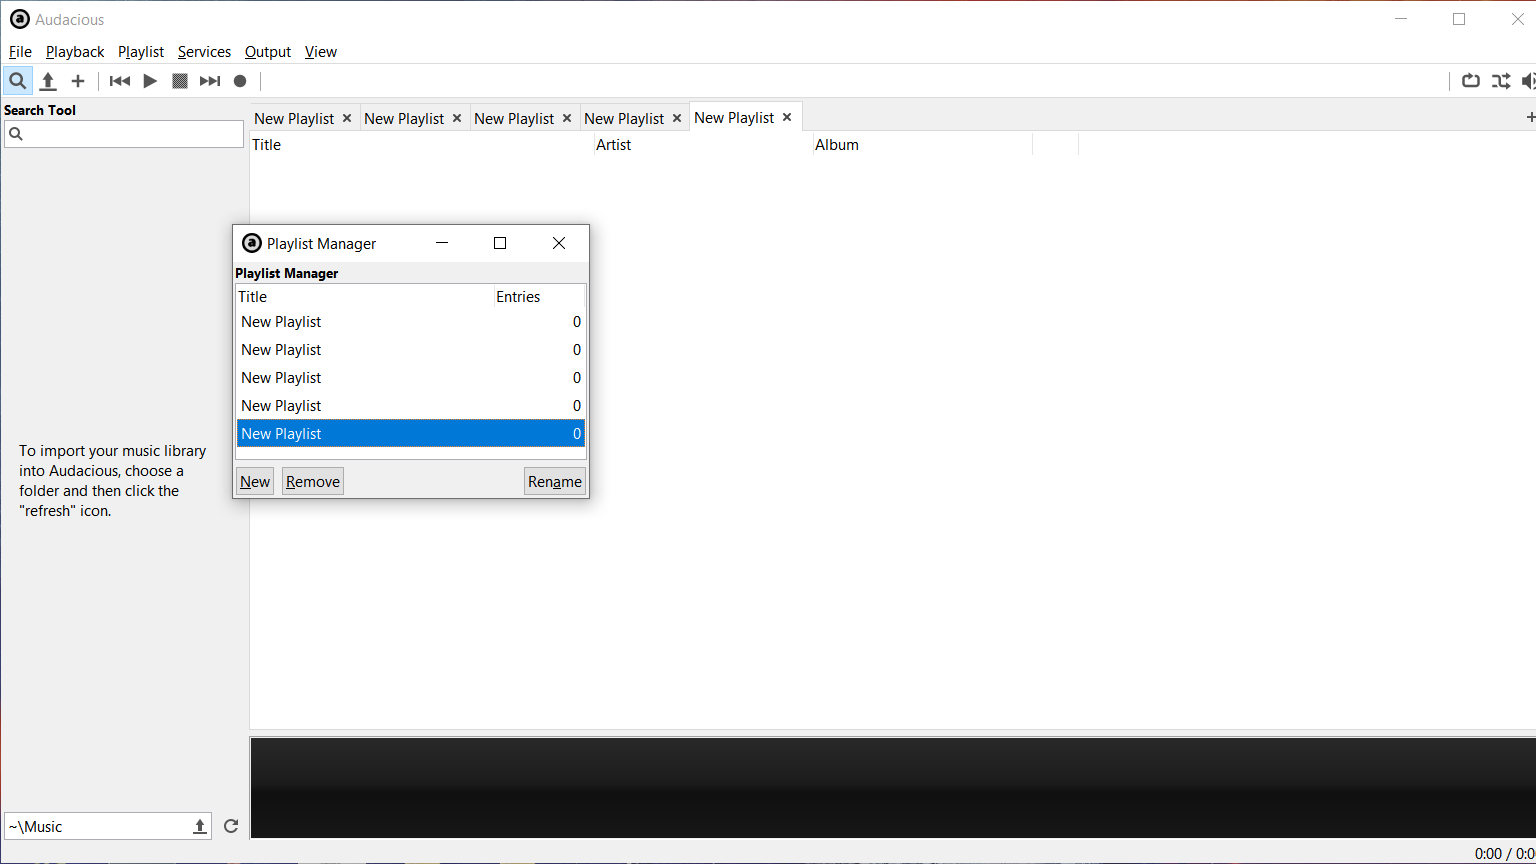 Audacious
File Playback Playlist Services Output View
Search Tool
New Playlist New Playlist New Playlist New Playlist New Playlist
Title Artist Album
Playlist Manager
Playlist Manager
Title Entries
New Playlist 0
New Playlist 0
New Playlist 0
New Playlist 0
New Playlist 0
New Remove Rename
To import your music library
into Audacious, choose a
folder and then click the
"refresh" icon.
~\Music
0:00 / 0:0